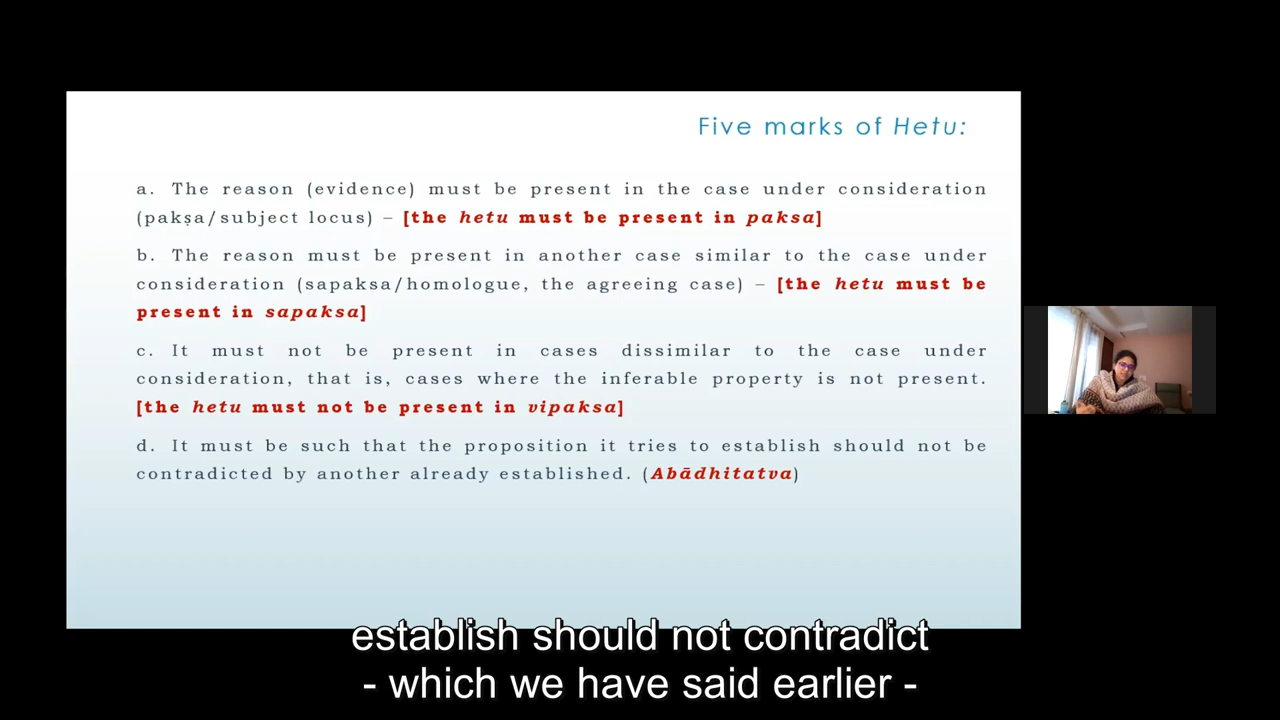 Five marks of Hetu:
a. The reason (evidence) must be present in the case under consideration
(pakṣa/subject locus) – [the hetu must be present in paksa]
b. The reason must be present in another case similar to the case under
consideration (sapaksa/homologue, the agreeing case) – [the hetu must be
present in sapaksa]
c. It must not be present in cases dissimilar to the case under
consideration, that is, cases where the inferable property is not present.
[the hetu must not be present in vipaksa]
d. It must be such that the proposition it tries to establish should not be
contradicted by another already established. (Abādhitatva)
establish should not contradict
- which we have said earlier -